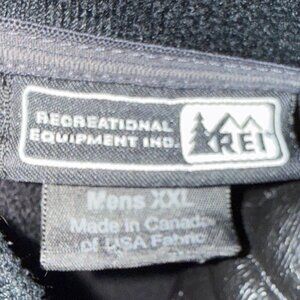 RECREATIONAL
EQUIPMENT INC.
REI
Mens XXL
Made in Canada
of USA Fabric